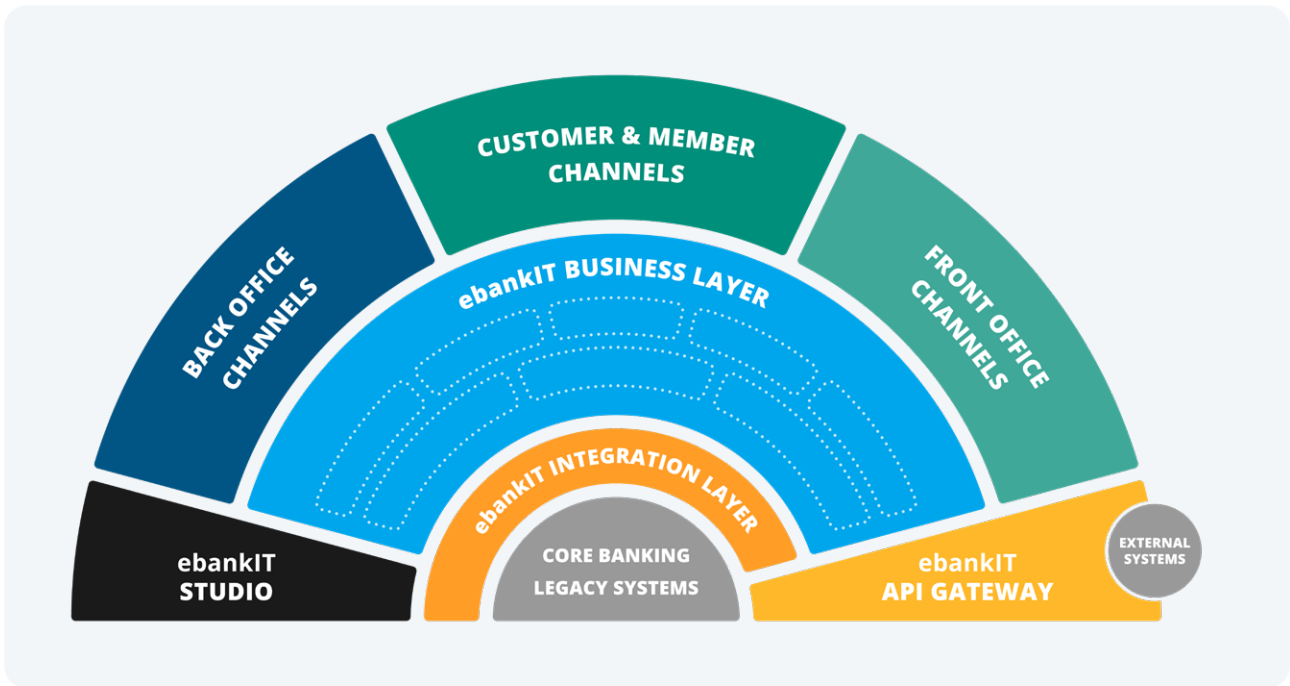 CUSTOMER & MEMBER
CHANNELS
BACK OFFICE
CHANNELS
FRONT OFFICE
CHANNELS
ebankIT BUSINESS LAYER
ebankIT INTEGRATION LAYER
CORE BANKING
LEGACY SYSTEMS
ebankIT
STUDIO
ebankIT
API GATEWAY
EXTERNAL
SYSTEMS